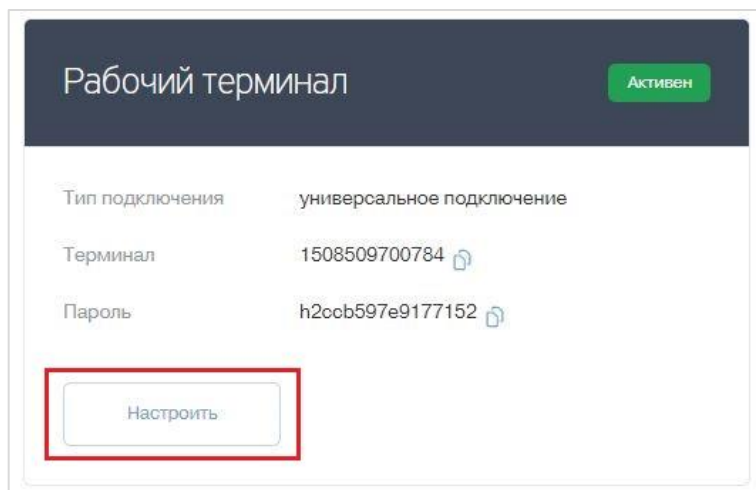 Рабочий терминал
Активен
Тип подключения универсальное подключение
Терминал 1508509700784
Пароль h2ccb597e9177152
Настроить